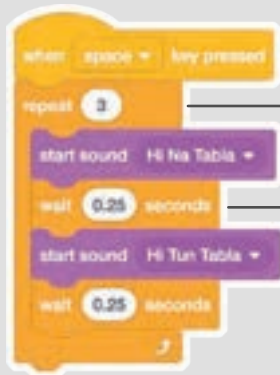 when space key pressed
repeat 3
start sound Hi Na Tabla
wait 0.25 seconds
start sound Hi Tun Tabla
wait 0.25 seconds